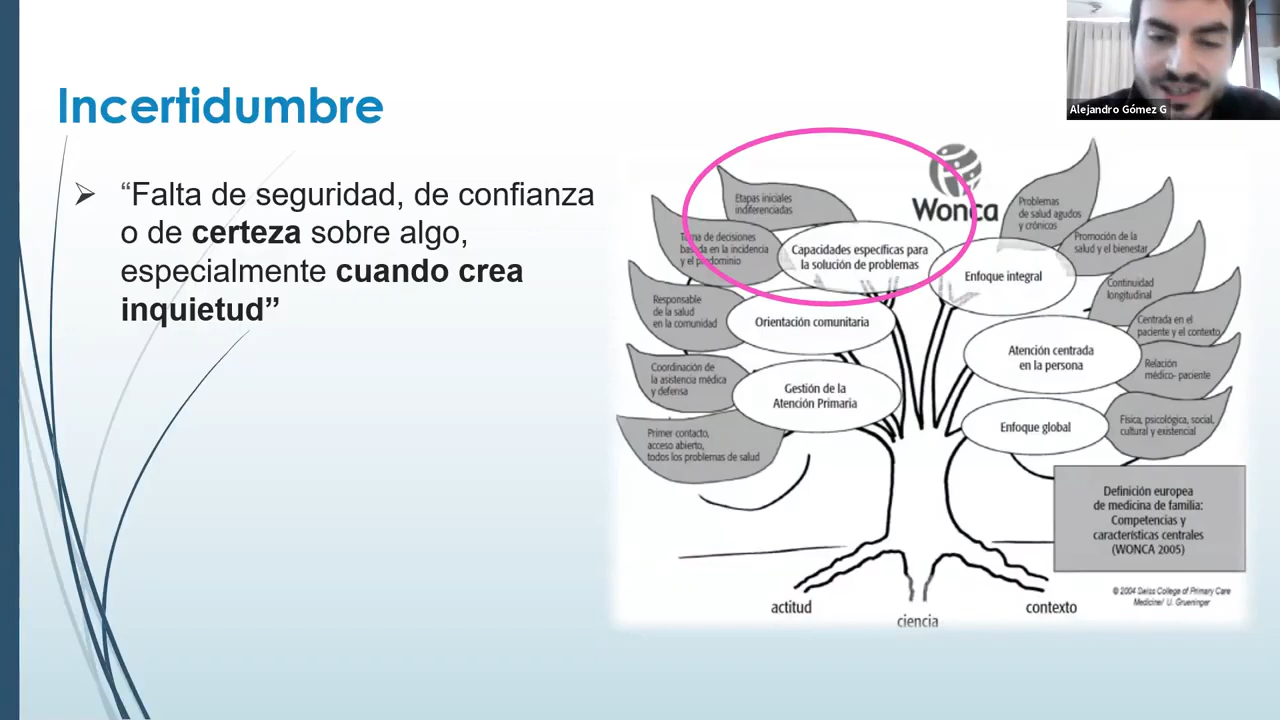 Alejandro Gómez G
Incertidumbre
“Falta de seguridad, de confianza
o de certeza sobre algo,
especialmente cuando crea
inquietud”
Wonca
Etapas iniciales
indiferenciadas
Toma de decisiones
basada en la incidencia
y el predominio
Capacidades específicas para
la solución de problemas
Responsable
de la salud
en la comunidad
Orientación comunitaria
Coordinación de
la asistencia médica
y defensa
Gestión de la
Atención Primaria
Primer contacto,
acceso abierto,
todos los problemas de salud
Problemas
de salud agudos
y crónicos
Promoción de la
salud y el bienestar
Enfoque integral
Continuidad
longitudinal
Centrada en el
paciente y el contexto
Atención centrada
en la persona
Relación
médico- paciente
Enfoque global
Física, psicológica, social,
cultural y existencial
Definición europea
de medicina de familia:
Competencias y
características centrales
(WONCA 2005)
© 2004 Swiss College of Primary Care
Medicine/ U. Grueninger
actitud
ciencia
contexto